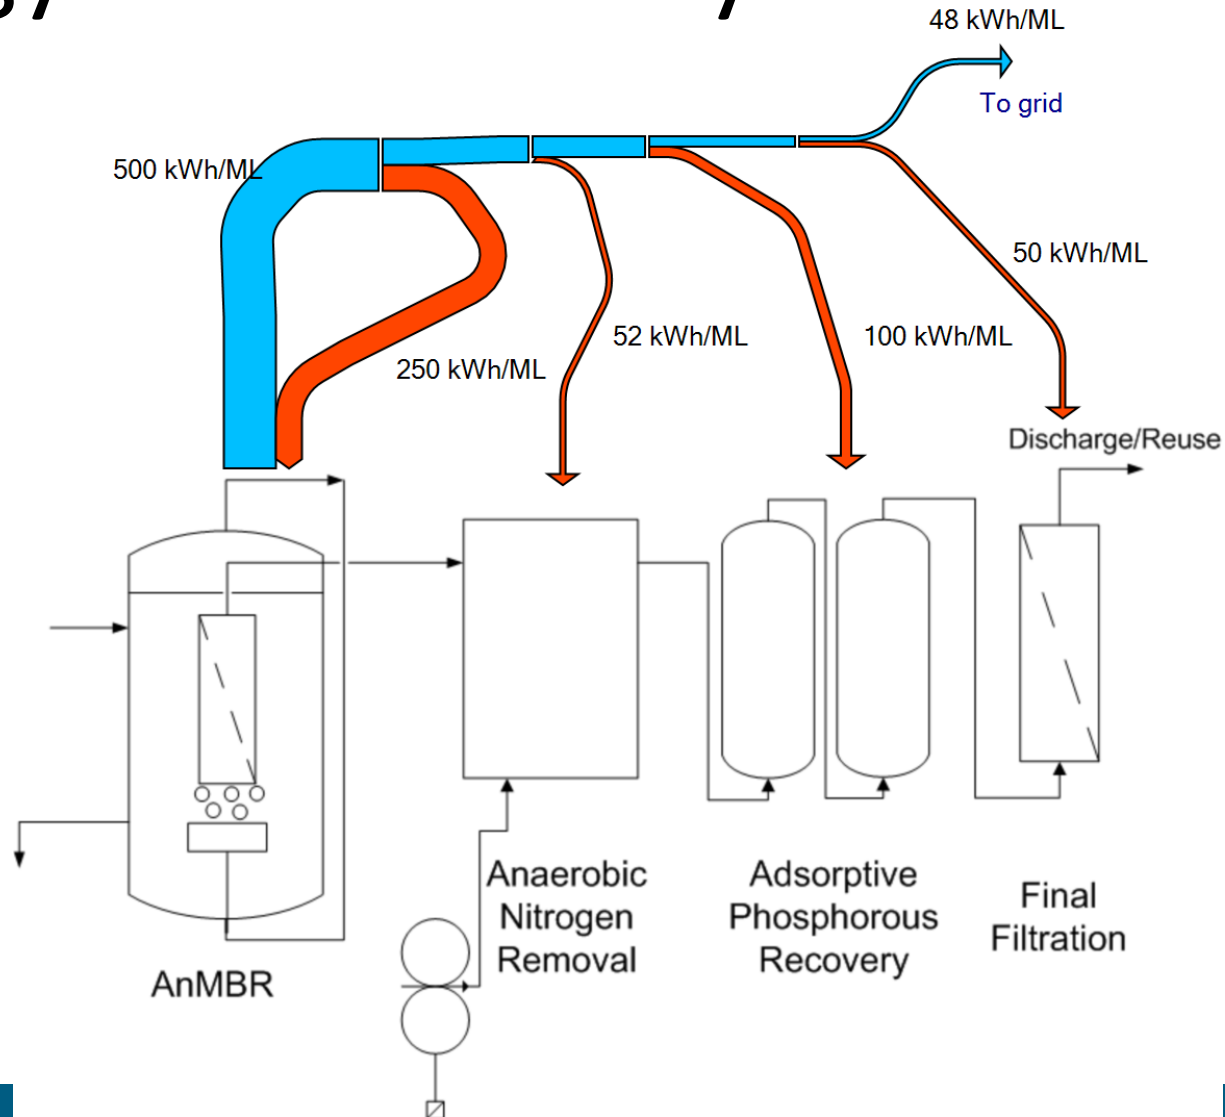 48 kWh/ML
To grid
500 kWh/ML
50 kWh/ML
52 kWh/ML
100 kWh/ML
250 kWh/ML
Discharge/Reuse
Anaerobic
Nitrogen
Removal
Adsorptive
Phosphorous
Recovery
Final
Filtration
AnMBR